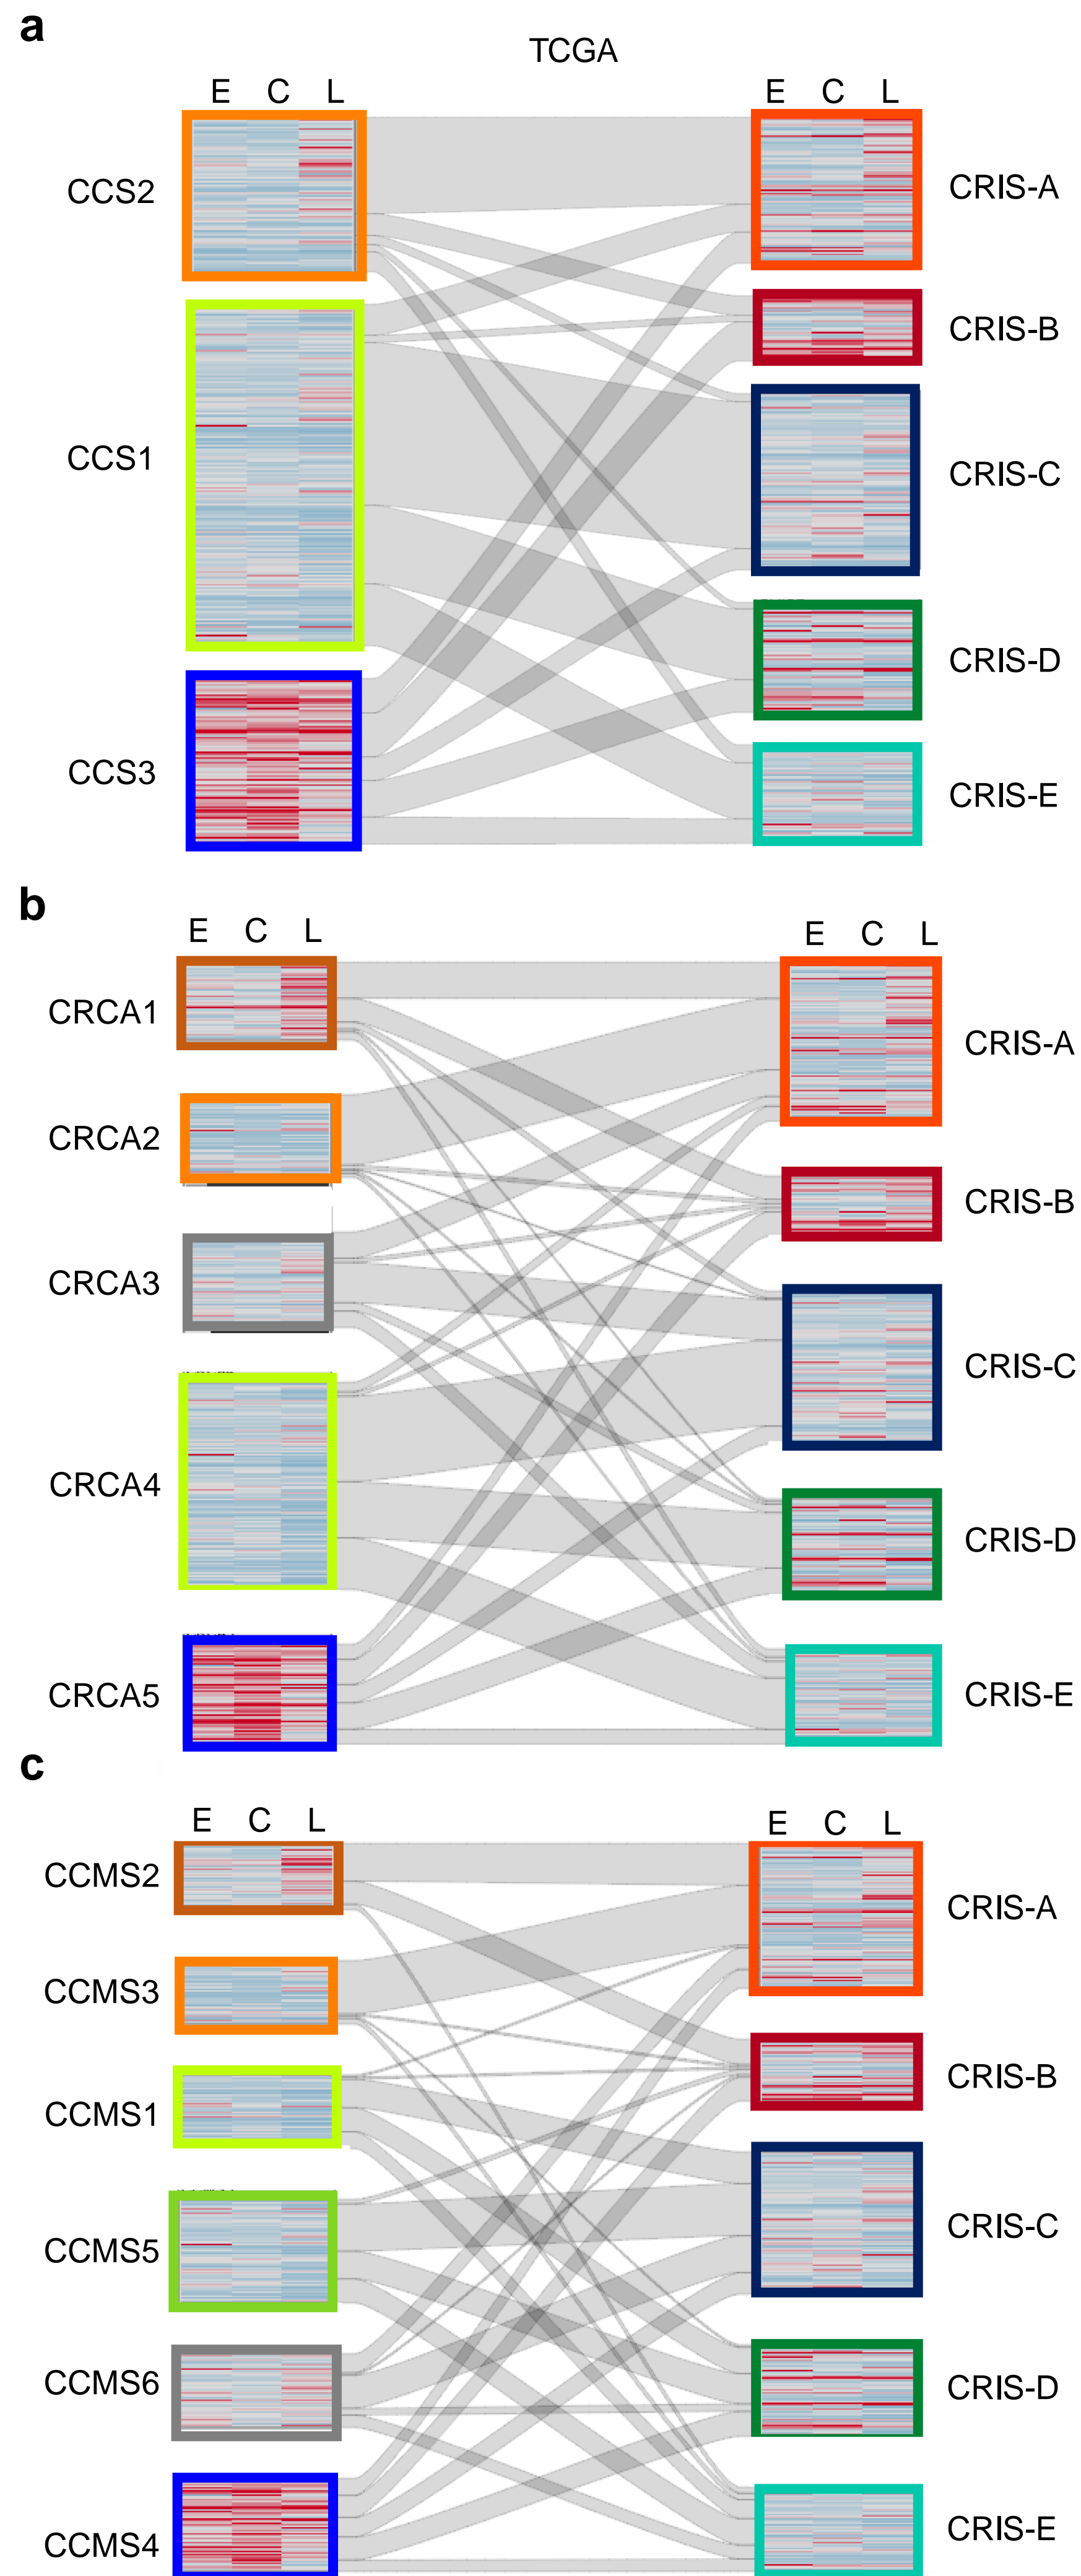 a
TCGA
E C L E C L
CCS2
CRIS-A
CRIS-B
CCS1
CRIS-C
CRIS-D
CCS3
CRIS-E
b
E C L E C L
CRCA1
CRIS-A
CRCA2
CRIS-B
CRCA3
CRIS-C
CRCA4
CRIS-D
CRCA5
CRIS-E
c
E C L E C L
CCMS2
CRIS-A
CCMS3
CRIS-B
CCMS1
CRIS-C
CCMS5
CCMS6
CRIS-D
CRIS-E
CCMS4